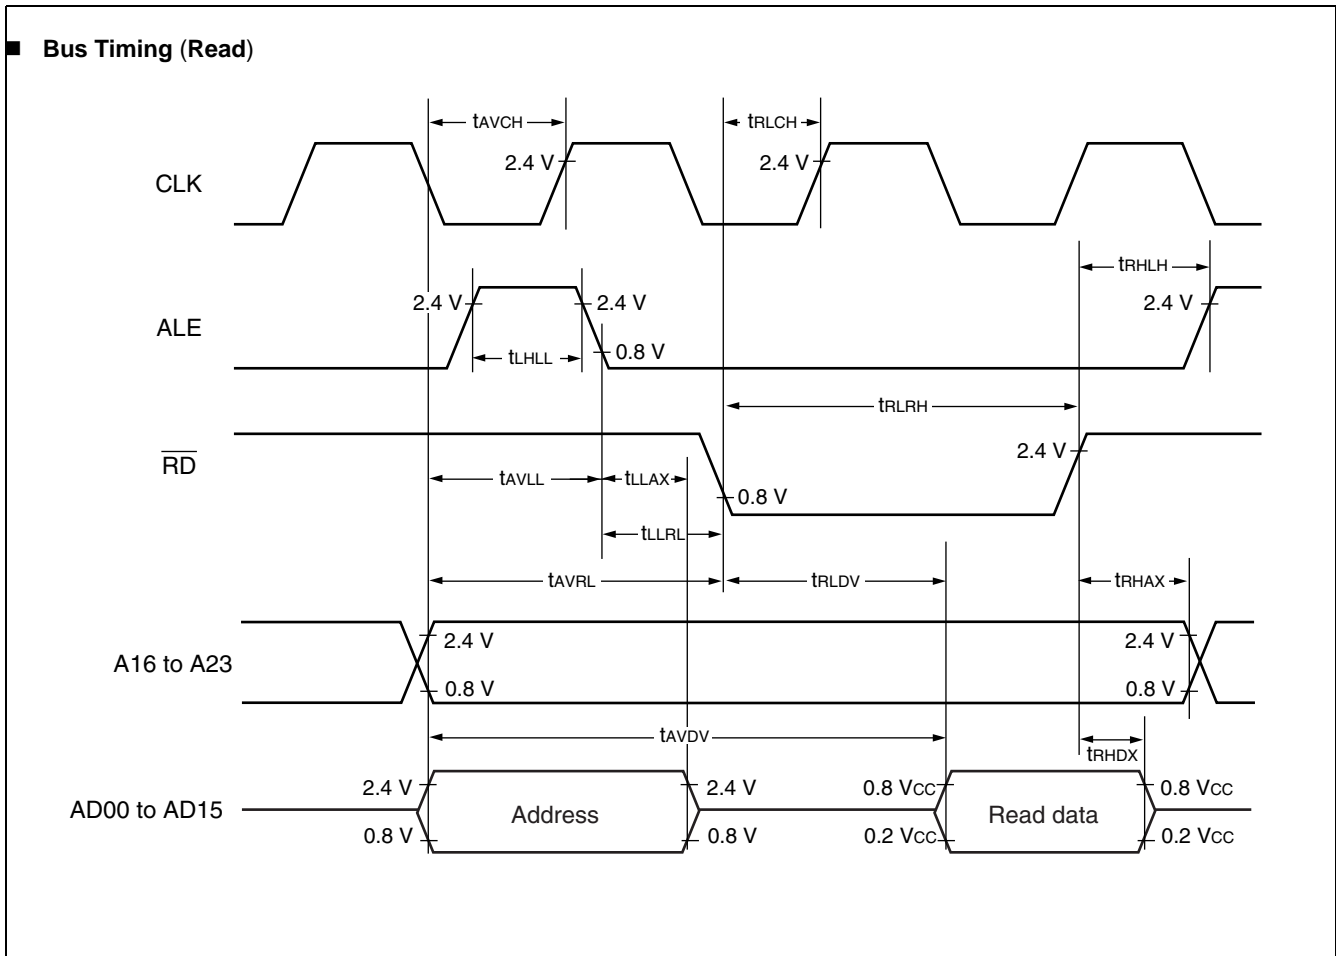 ■ Bus Timing (Read)
tAVCH
tRLCH
2.4 V
2.4 V
CLK
tRHLH
2.4 V
2.4 V
2.4 V
ALE
tLHLL
0.8 V
tRLRH
2.4 V
RD
tAVLL
tLLAX
0.8 V
tLLRL
tAVRL
tRLDV
tRHAX
2.4 V
2.4 V
A16 to A23
0.8 V
0.8 V
tAVDV
tRHDX
2.4 V
2.4 V
0.8 VCC
0.8 VCC
AD00 to AD15
Address
Read data
0.8 V
0.8 V
0.2 VCC
0.2 VCC